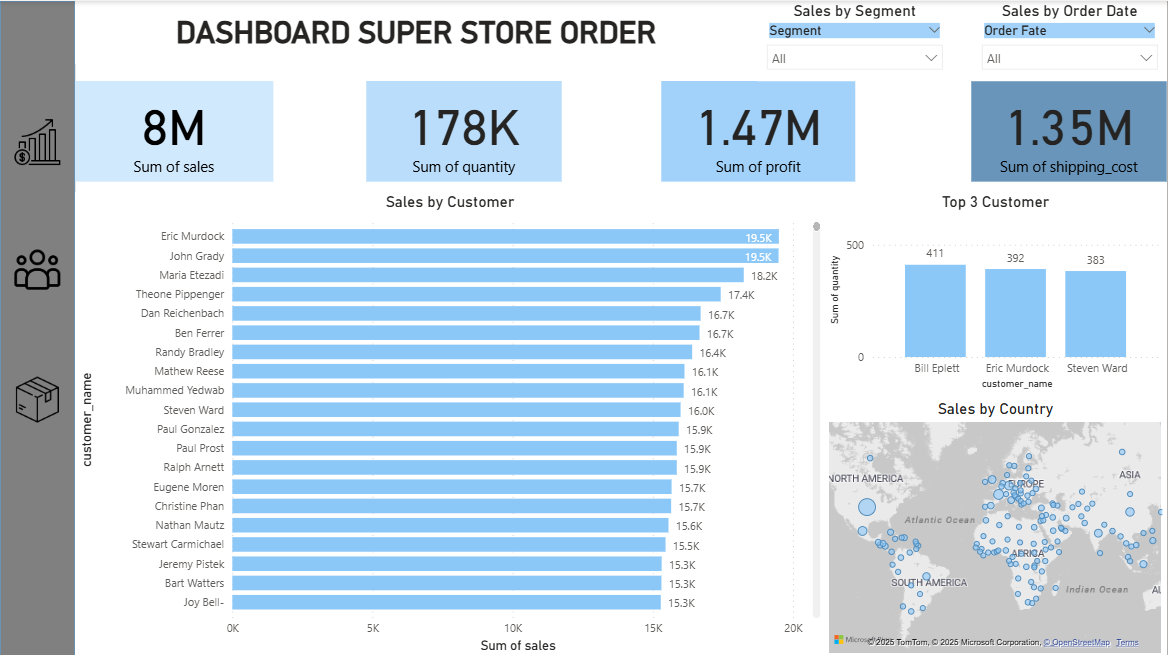 DASHBOARD SUPER STORE ORDER
Sales by Segment
Segment
All
Sales by Order Date
Order Fate
All
8M
Sum of sales
178K
Sum of quantity
1.47M
Sum of profit
1.35M
Sum of shipping_cost
Sales by Customer
customer_name
Eric Murdock 19.5K
John Grady 19.5K
Maria Etezadi 18.2K
Theone Pippenger 17.4K
Dan Reichenbach 16.7K
Ben Ferrer 16.7K
Randy Bradley 16.4K
Mathew Reese 16.1K
Muhammed Yedwab 16.1K
Steven Ward 16.0K
Paul Gonzalez 15.9K
Paul Prost 15.9K
Ralph Arnett 15.9K
Eugene Moren 15.7K
Christine Phan 15.7K
Nathan Mautz 15.6K
Stewart Carmichael 15.5K
Jeremy Pistek 15.3K
Bart Watters 15.3K
Joy Bell- 15.3K
0K 5K 10K 15K 20K
Sum of sales
Top 3 Customer
Sum of quantity
500
0
411 392 383
Bill Eplett Eric Murdock Steven Ward
customer_name
Sales by Country
NORTH AMERICA
EUROPE
ASIA
Atlantic Ocean
AFRICA
SOUTH AMERICA
Indian Ocean
© 2025 TomTom, © 2025 Microsoft Corporation, © OpenStreetMap Terms